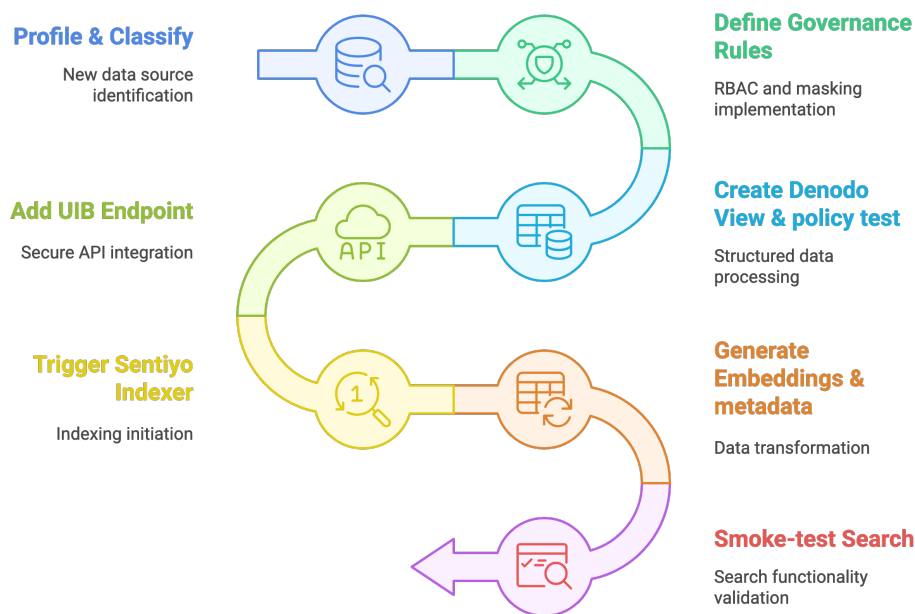 Profile & Classify
New data source
identification
Define Governance
Rules
RBAC and masking
implementation
Create Denodo
View & policy test
Structured data
processing
Add UIB Endpoint
Secure API integration
API
Trigger Sentiyo
Indexer
Indexing initiation
1
Generate
Embeddings &
metadata
Data transformation
Smoke-test Search
Search functionality
validation